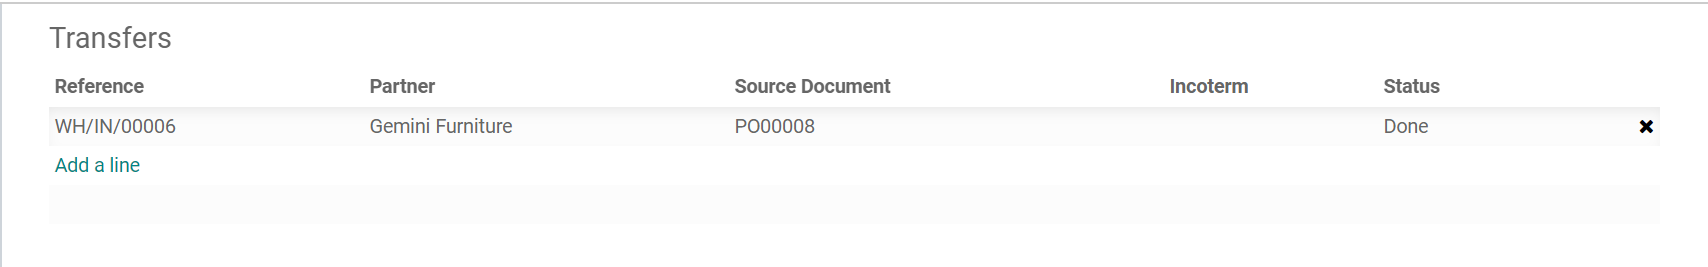 Transfers
Reference Partner Source Document Incoterm Status
WH/IN/00006 Gemini Furniture PO00008 Done
Add a line